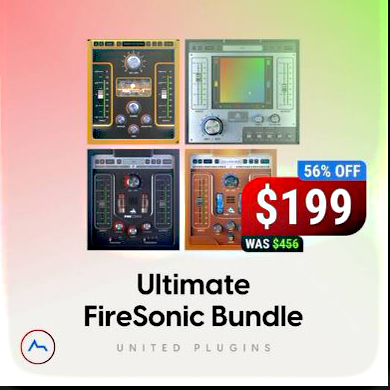 56% OFF
$199
WAS $456
Ultimate
FireSonic Bundle
UNITED PLUGINS